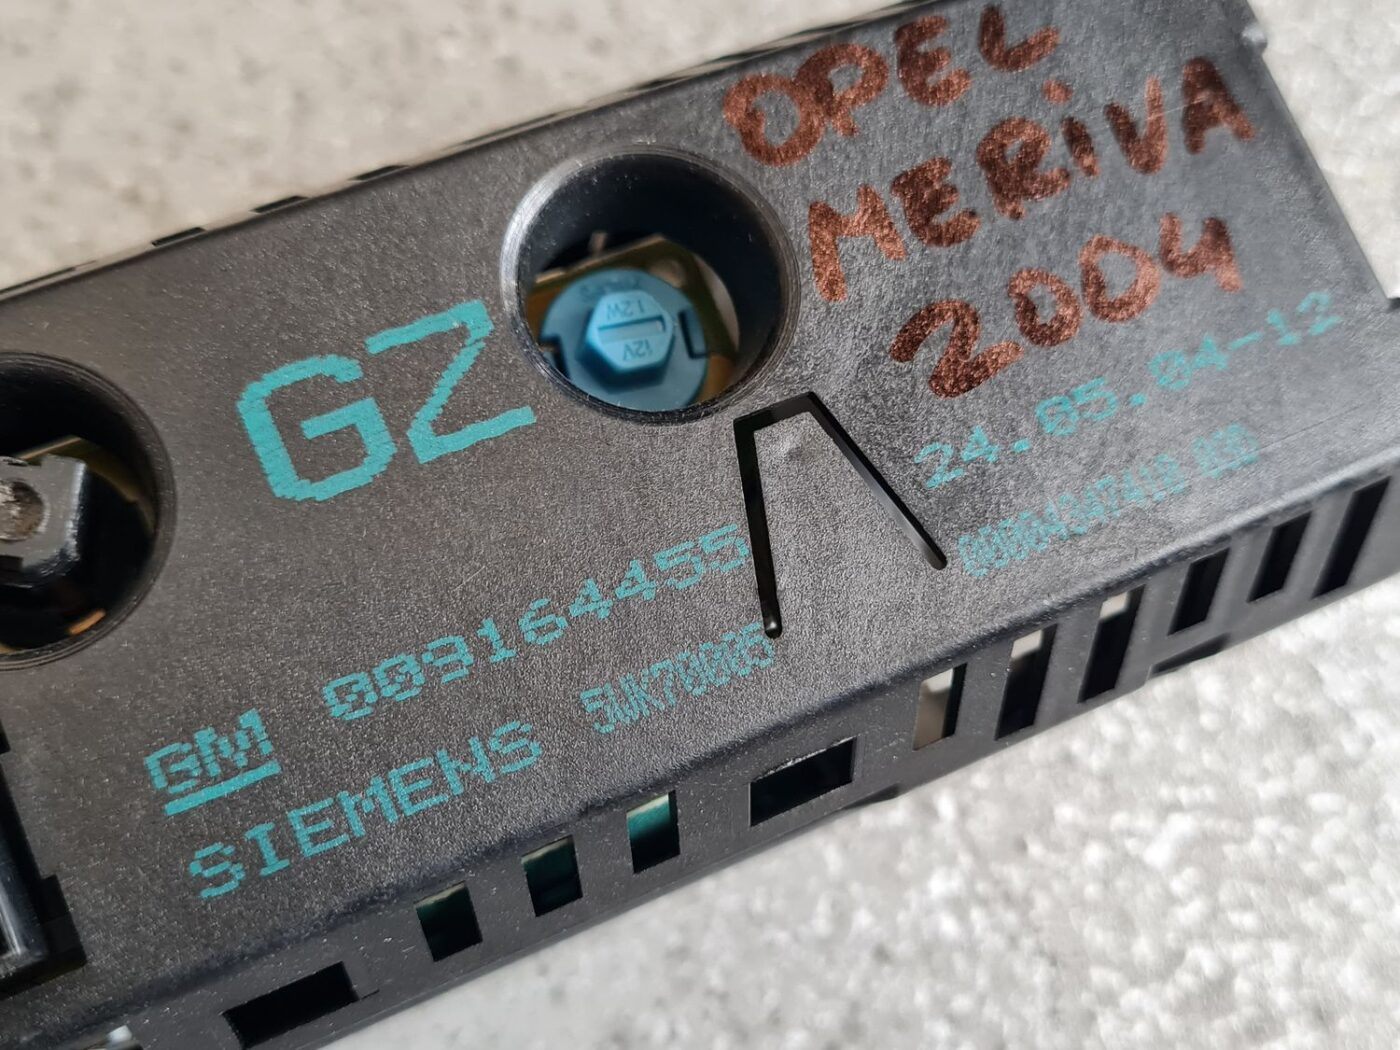 OPEL
MERiVA
2004
GZ
1.2W
12V
24.05.04-12
GM 009164455
SIEMENS 5WK70005